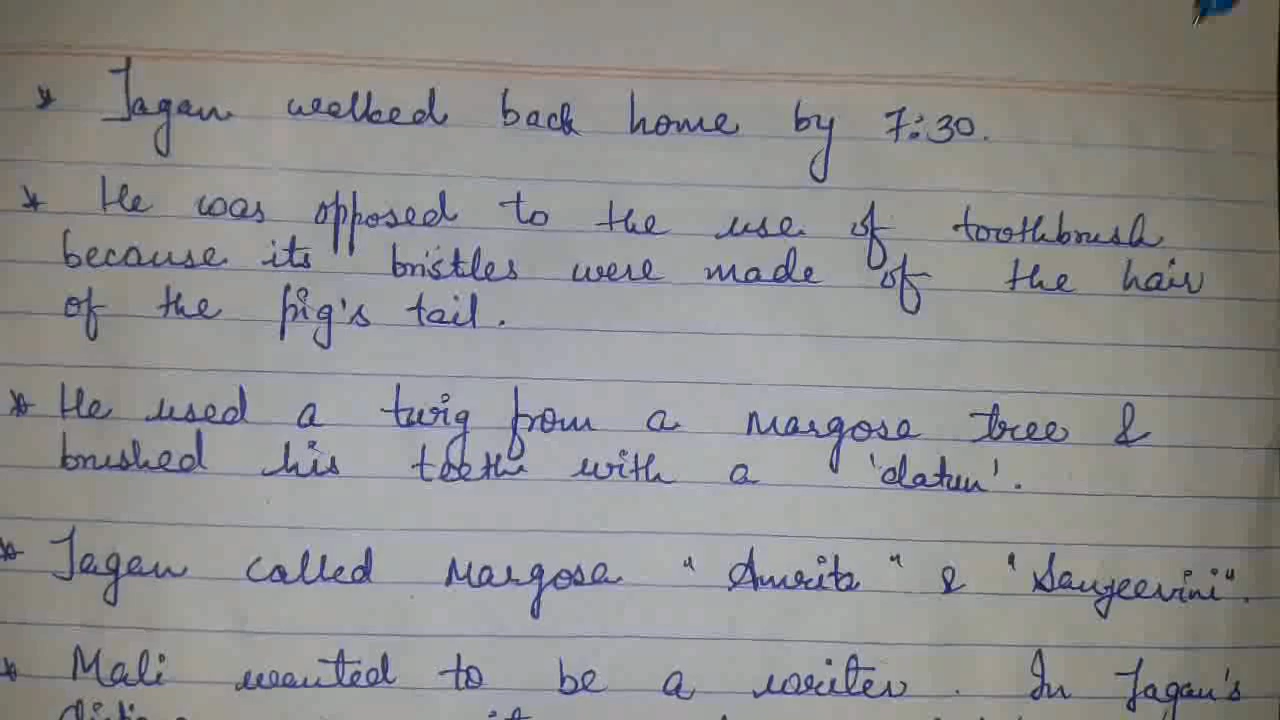 * Jagan walked back home by 7:30.
* He was opposed to the use of toothbrush
because its bristles were made of the hair
of the pig's tail.
* He used a twig from a Margosa tree &
brushed his teeth with a 'datun'.
* Jagan called Margosa "Amrita" & "Sanjeevini".
* Mali wanted to be a writer. In Jagan's